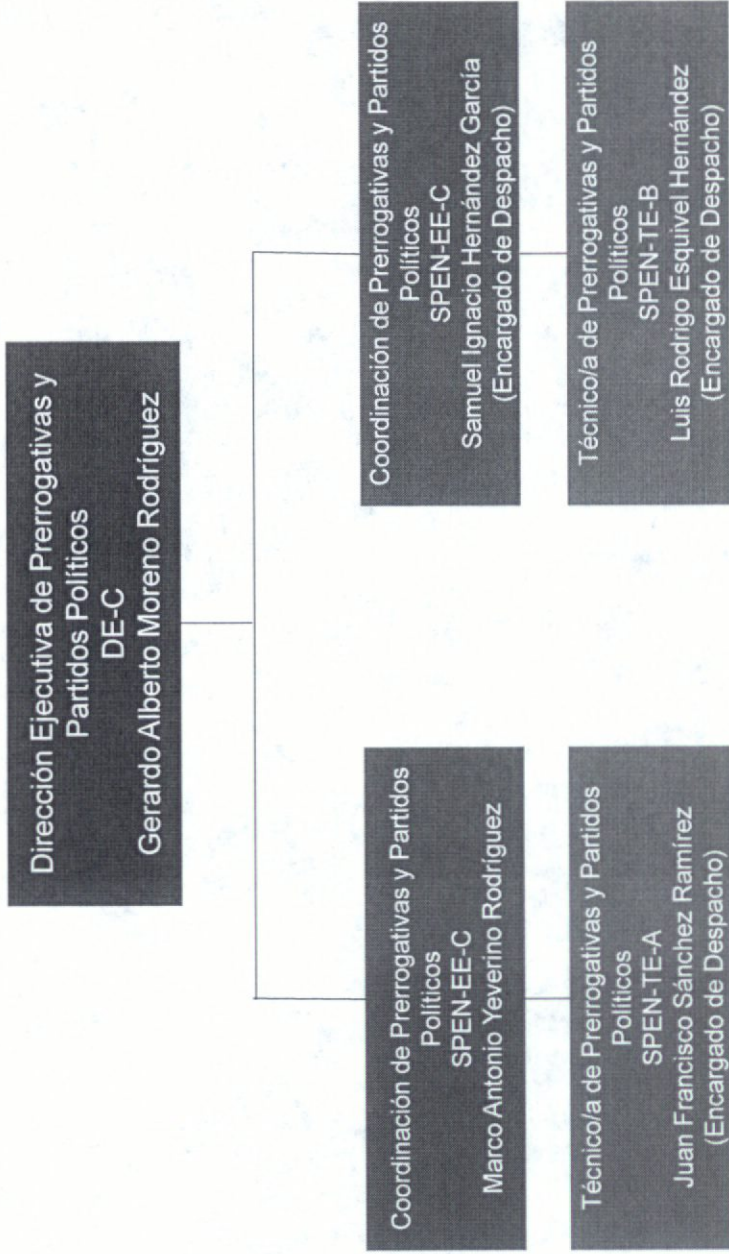 Dirección Ejecutiva de Prerrogativas y
Partidos Políticos
DE-C
Gerardo Alberto Moreno Rodríguez
Coordinación de Prerrogativas y Partidos
Políticos
SPEN-EE-C
Marco Antonio Yeverino Rodríguez
Técnico/a de Prerrogativas y Partidos
Políticos
SPEN-TE-A
Juan Francisco Sánchez Ramírez
(Encargado de Despacho)
Coordinación de Prerrogativas y Partidos
Políticos
SPEN-EE-C
Samuel Ignacio Hernández García
(Encargado de Despacho)
Técnico/a de Prerrogativas y Partidos
Políticos
SPEN-TE-B
Luis Rodrigo Esquivel Hernández
(Encargado de Despacho)